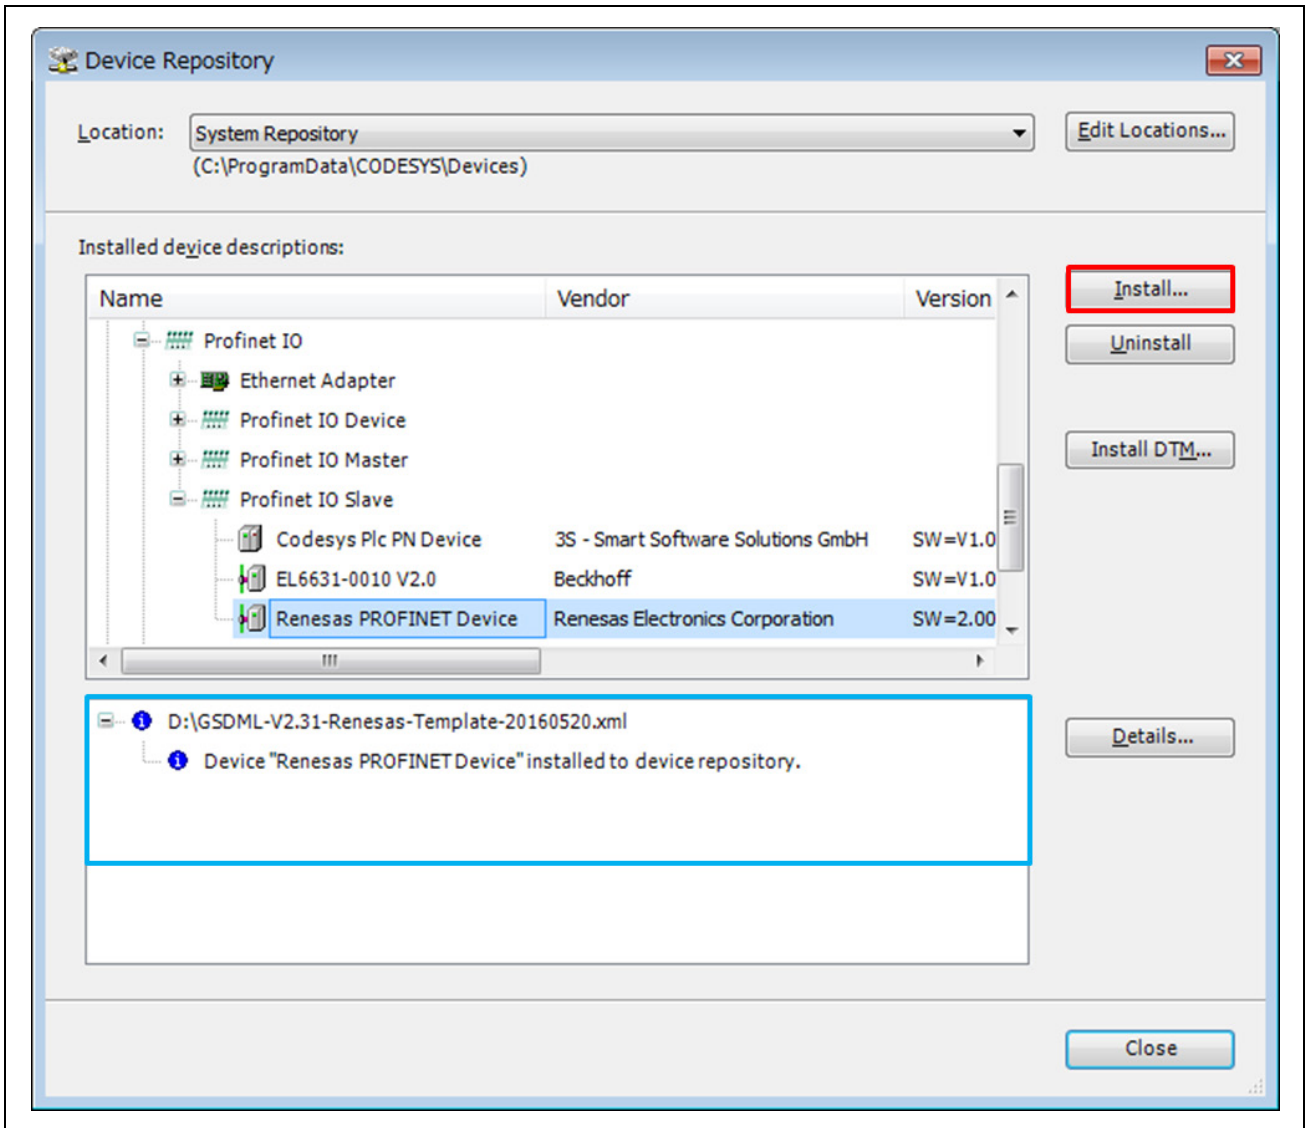 Device Repository
Location: System Repository Edit Locations...
(C:\ProgramData\CODESYS\Devices)
Installed device descriptions:
Name Vendor Version Install...
Profinet IO Uninstall
Ethernet Adapter
Profinet IO Device
Profinet IO Master Install DTM...
Profinet IO Slave
Codesys Plc PN Device 3S - Smart Software Solutions GmbH SW=V1.0
EL6631-0010 V2.0 Beckhoff SW=V1.0
Renesas PROFINET Device Renesas Electronics Corporation SW=2.00
D:\GSDML-V2.31-Renesas-Template-20160520.xml Details...
Device "Renesas PROFINET Device" installed to device repository.
Close